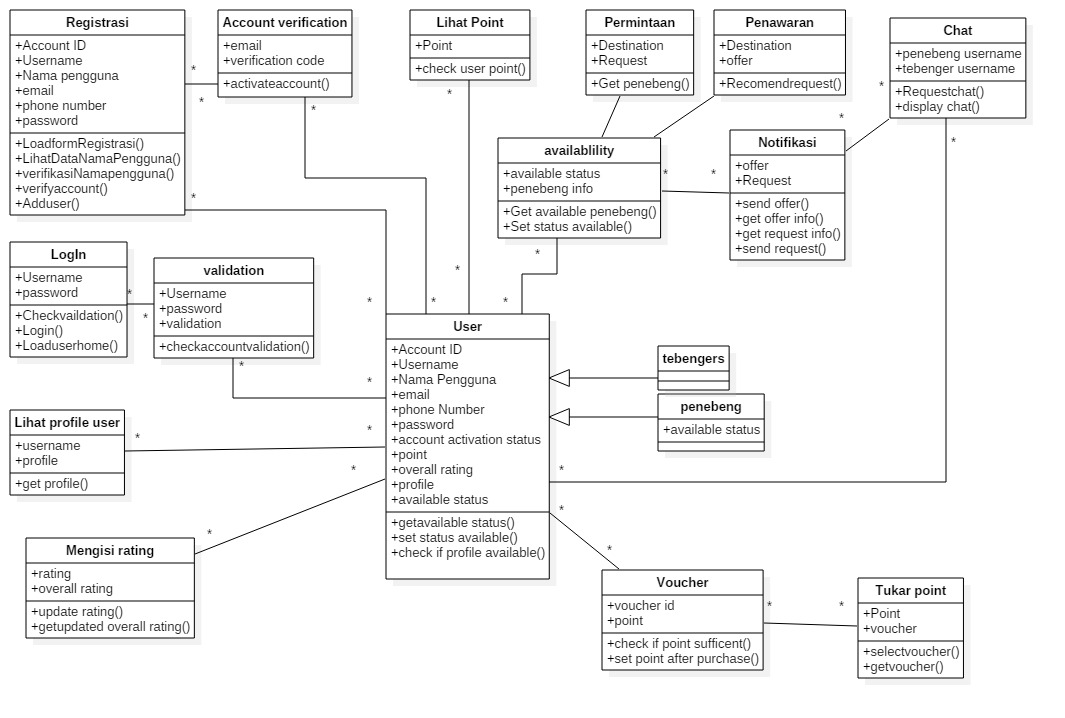 Registrasi
+Account ID
+Username
+Nama pengguna
+email
+phone number
+password
+LoadformRegistrasi()
+LihatDataNamaPengguna()
+verifikasiNamapengguna()
+verifyaccount()
+Adduser()
*
*
*
Account verification
+email
+verification code
+activateaccount()
*
Lihat Point
+Point
+check user point()
*
Permintaan
+Destination
+Request
+Get penebeng()
Penawaran
+Destination
+offer
+Recomendrequest()
Chat
+penebeng username
+tebenger username
+Requestchat()
+display chat()
*
*
*
availablility
+available status
+penebeng info
+Get available penebeng()
+Set status available()
*
*
*
Notifikasi
+offer
+Request
+send offer()
+get offer info()
+get request info()
+send request()
LogIn
+Username
+password
+Checkvaildation()
+Login()
+Loaduserhome()
*
*
validation
+Username
+password
+validation
+checkaccountvalidation()
*
*
*
*
*
User
+Account ID
+Username
+Nama Pengguna
+email
+phone Number
+password
+account activation status
+point
+overall rating
+profile
+available status
+getavailable status()
+set status available()
+check if profile available()
*
*
*
*
*
tebengers
penebeng
+available status
Lihat profile user
+username
+profile
+get profile()
*
Mengisi rating
+rating
+overall rating
+update rating()
+getupdated overall rating()
*
*
Voucher
+voucher id
+point
+check if point sufficent()
+set point after purchase()
*
*
Tukar point
+Point
+voucher
+selectvoucher()
+getvoucher()